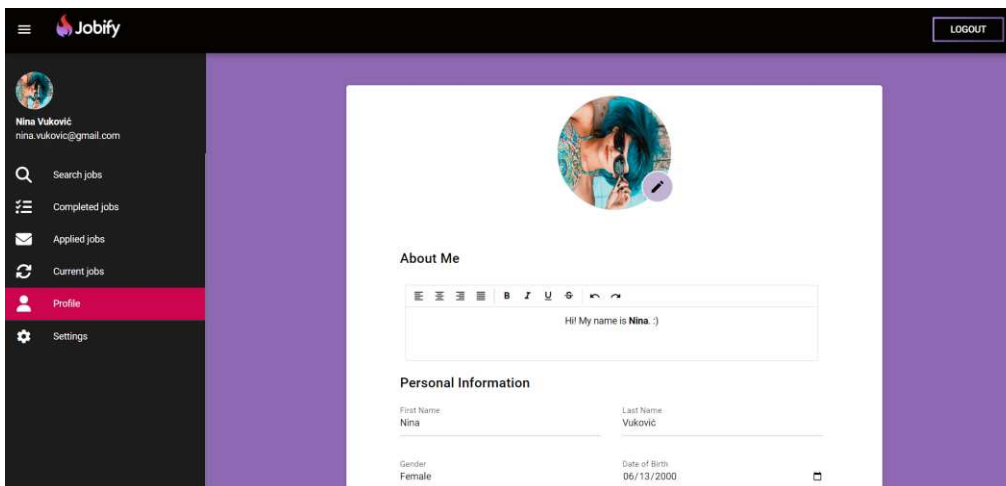 Jobify
LOGOUT
Nina Vuković
nina.vukovic@gmail.com
Search jobs
Completed jobs
Applied jobs
Current jobs
Profile
Settings
About Me
B I U S
Hi! My name is Nina. :)
Personal Information
First Name
Nina
Last Name
Vuković
Gender
Female
Date of Birth
06/13/2000